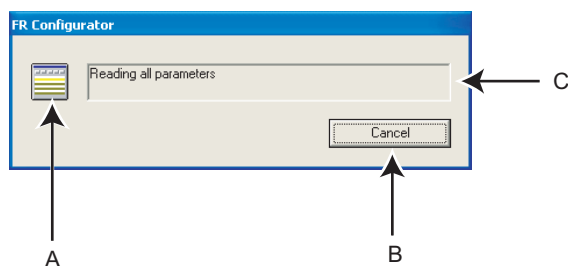 FR Configurator
Reading all parameters
C
Cancel
A
B